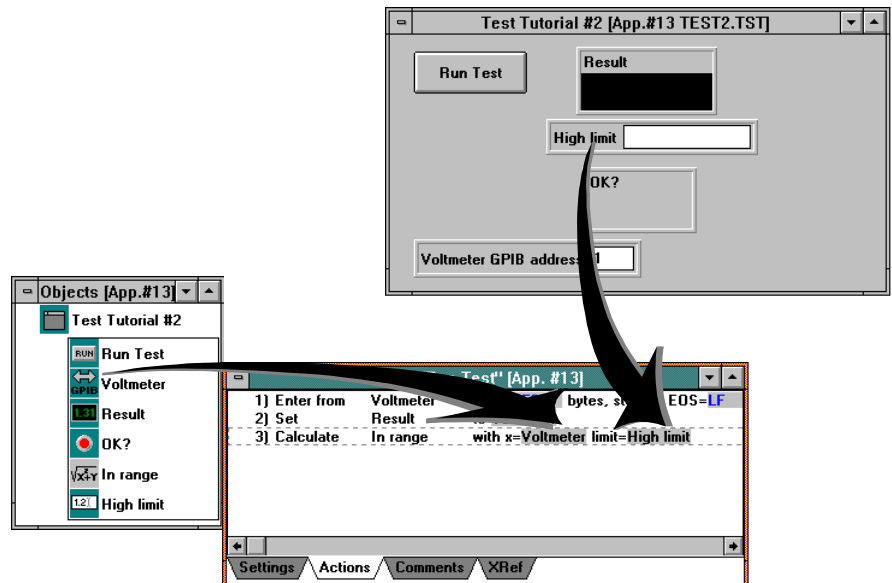 Test Tutorial #2 [App.#13 TEST2.TST]
Run Test
Result
High limit
OK?
Voltmeter GPIB address 1
Objects [App.#13]
Test Tutorial #2
RUN Run Test
GPIB Voltmeter
1.31 Result
OK?
In range
1.2 High limit
Test" [App. #13]
1) Enter from Voltmeter bytes, EOS=LF
2) Set Result
3) Calculate In range with x=Voltmeter limit=High limit
Settings Actions Comments XRef